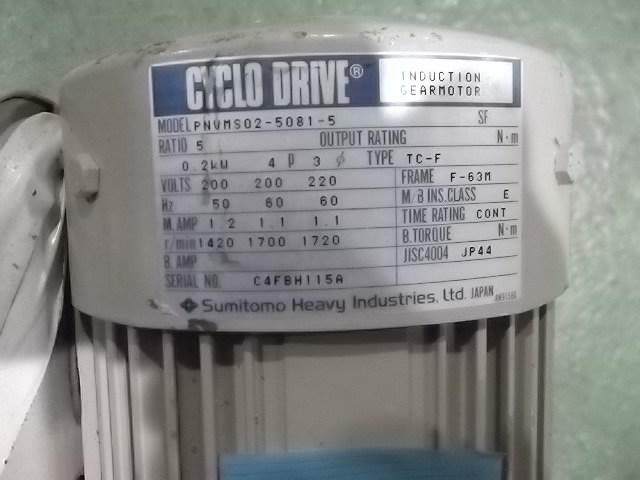 CYCLO DRIVE®
INDUCTION
GEARMOTOR
MODEL PNVMS02-5081-5 SF
RATIO 5 OUTPUT RATING N·m
0.2kW 4 P 3 φ TYPE TC-F
VOLTS 200 200 220 FRAME F-63M
Hz 50 60 60 M/B INS.CLASS E
M. AMP 1.2 1.1 1.1 TIME RATING CONT
r/min 1420 1700 1720 B.TORQUE N·m
B. AMP JISC4004 JP44
SERIAL NO. C4FBH115A
Sumitomo Heavy Industries, Ltd. JAPAN